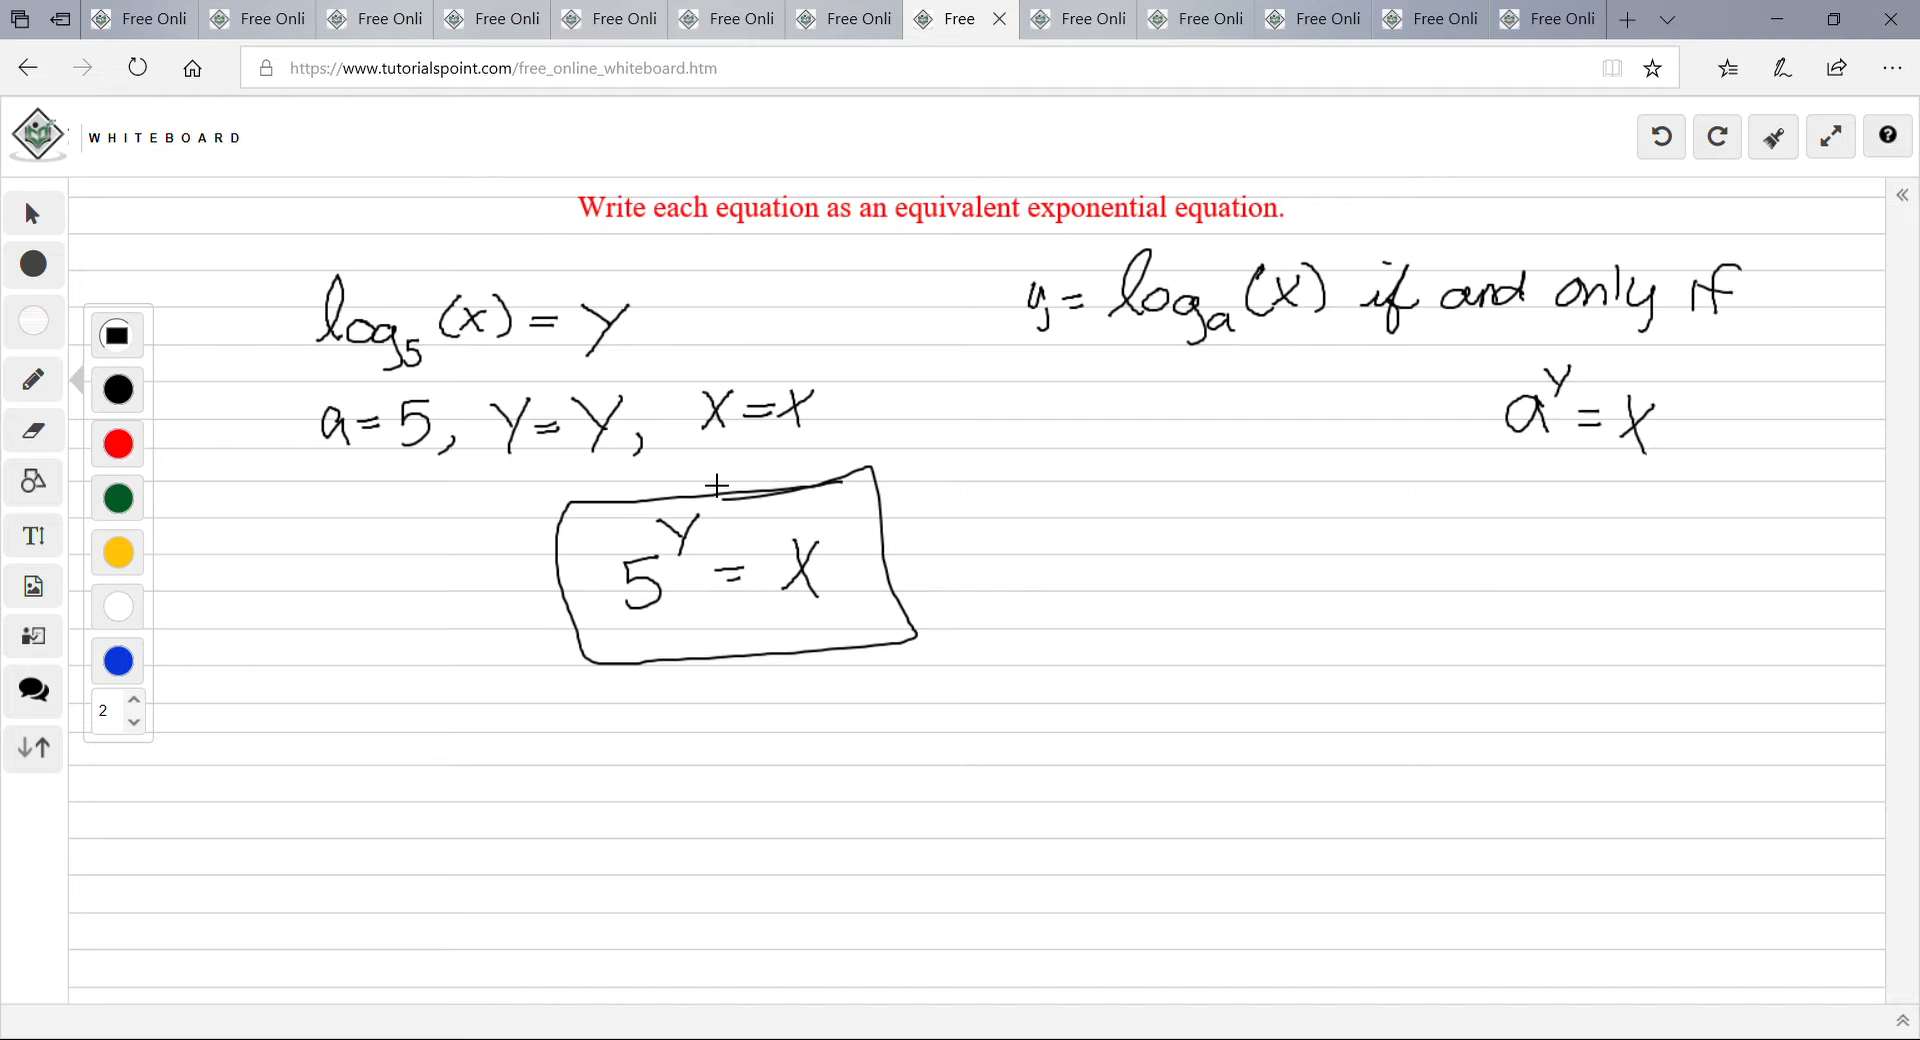 Free Onli Free Onli Free Onli Free Onli Free Onli Free Onli Free Onli Free Free Onli Free Onli Free Onli Free Onli Free Onli
https://www.tutorialspoint.com/free_online_whiteboard.htm
WHITEBOARD
Write each equation as an equivalent exponential equation.
log₅(x) = y
y = logₐ(x) if and only if
a = 5, y = y, x = x
a^y = x
5^y = x
2